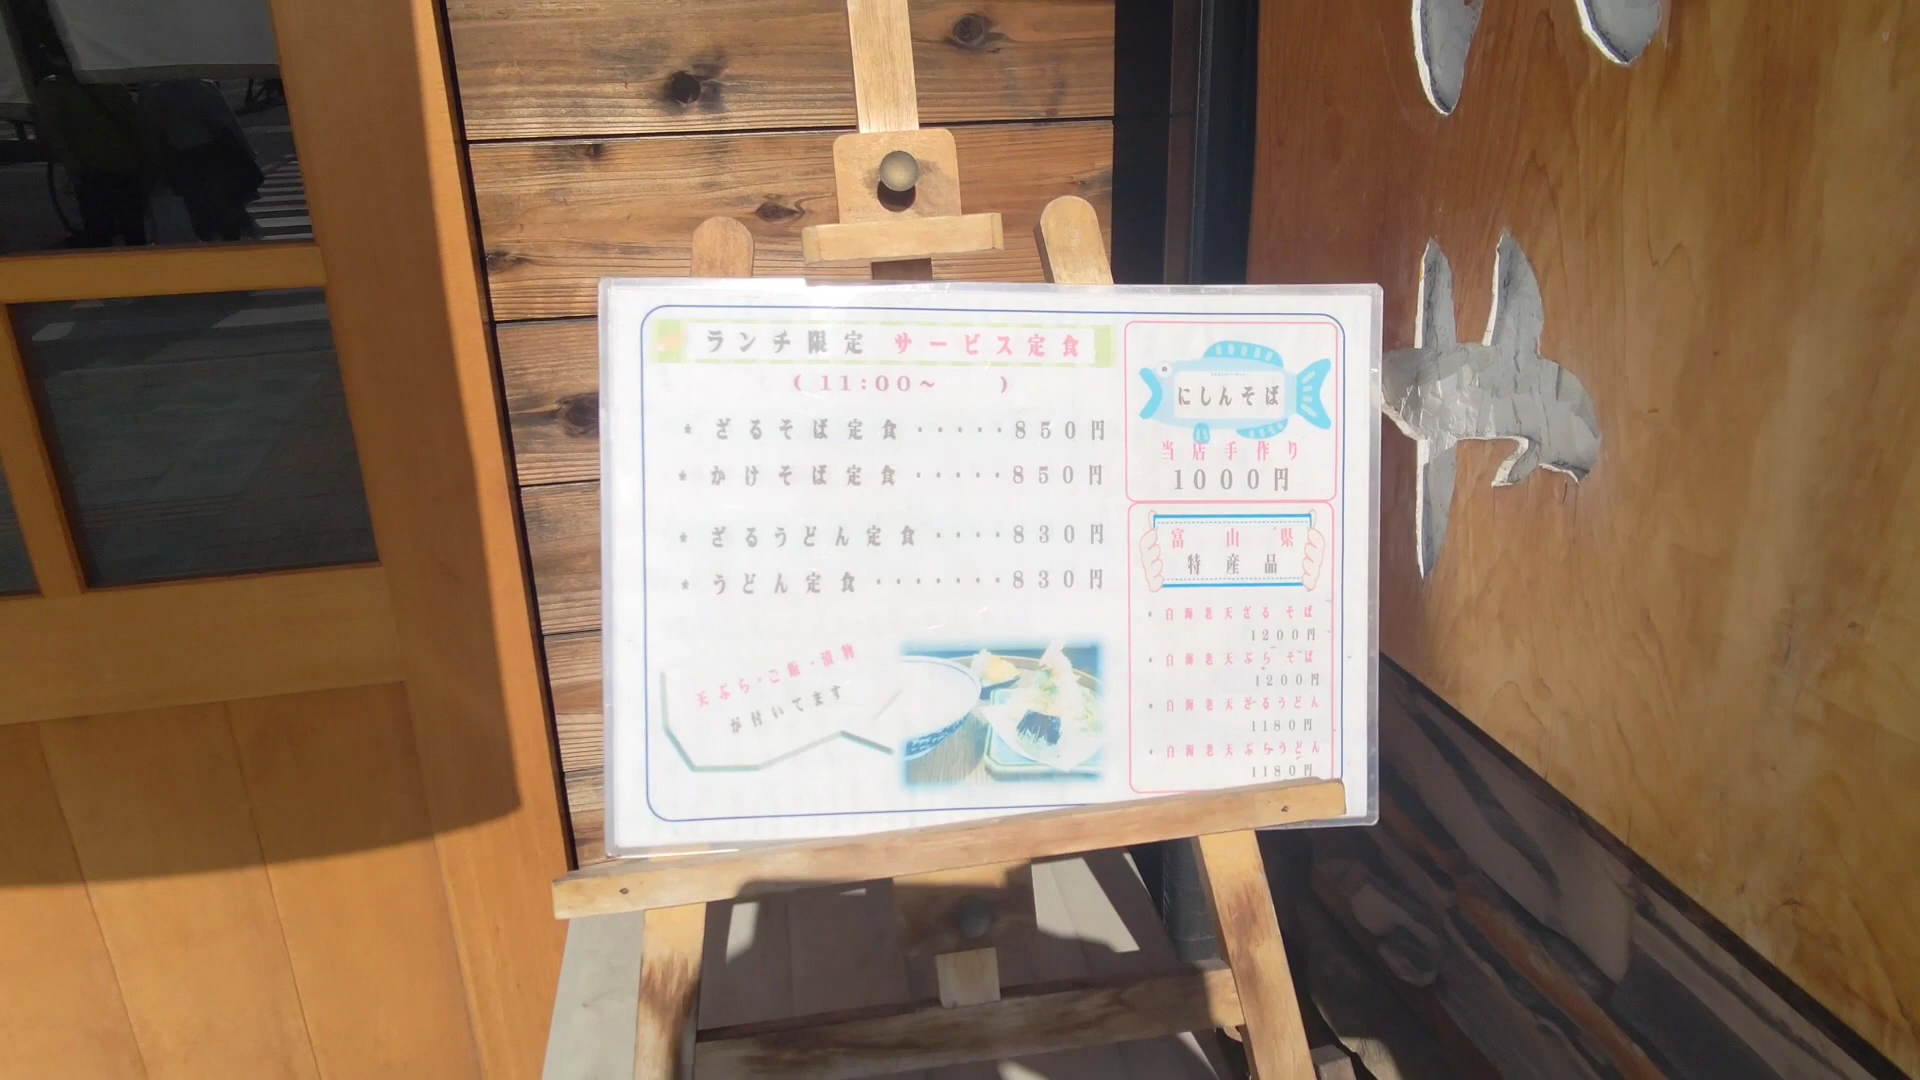 ランチ限定 サービス定食
(11:00~ )
* ざるそば定食・・・・・850円
* かけそば定食・・・・・850円
* ざるうどん定食・・・・830円
* うどん定食・・・・・・・830円
天ぷら・ご飯・漬物
が付いてます
にしんそば
当店手作り
1000円
富山県
特産品
* 白海老天ざるそば
1200円
* 白海老天ぷらそば
1200円
* 白海老天ざるうどん
1180円
* 白海老天ぷらうどん
1180円